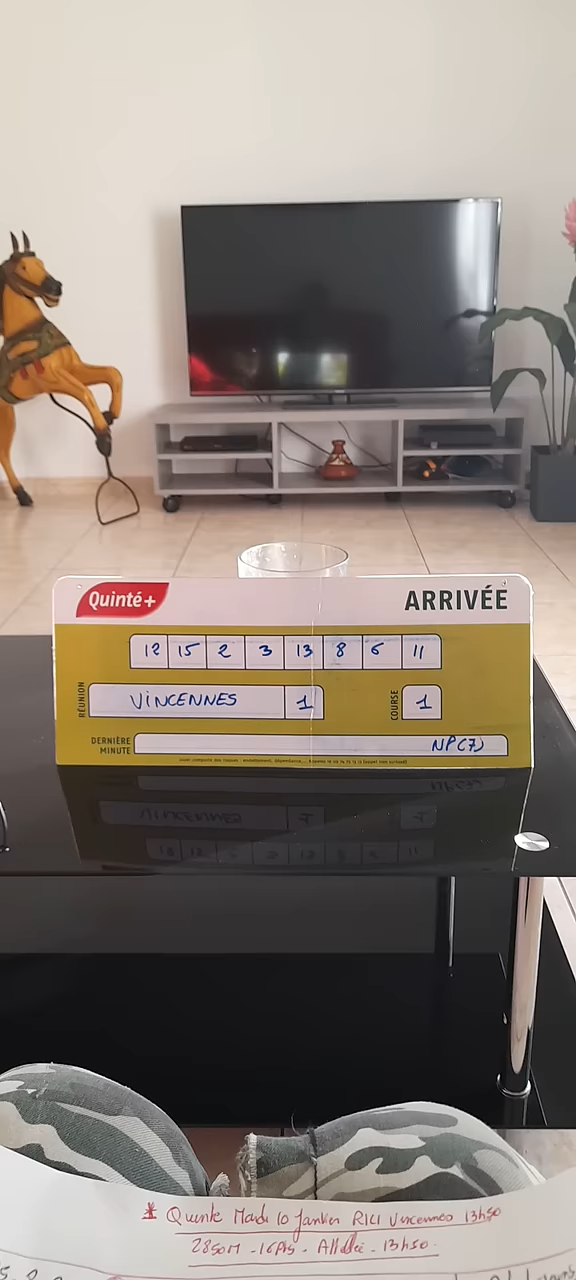 Quinté+ ARRIVÉE
12 15 2 3 13 8 6 11
RÉUNION VINCENNES 1 COURSE 1
DERNIÈRE MINUTE NP(7)
* Quinté Mardi 10 Janvier R1C1 Vincennes 13h50
2850M - 16Pts - Attelée - 13h50.